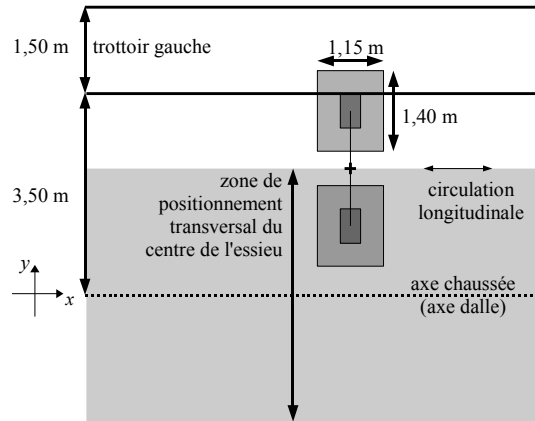 1,50 m
trottoir gauche
1,15 m
1,40 m
3,50 m
zone de
positionnement
transversal du
centre de l'essieu
circulation
longitudinale
y
x
axe chaussée
(axe dalle)